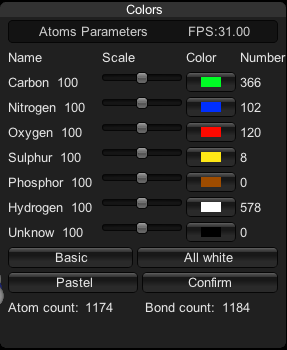 Colors
Atoms Parameters FPS:31.00
Name Scale Color Number
Carbon 100 366
Nitrogen 100 102
Oxygen 100 120
Sulphur 100 8
Phosphor 100 0
Hydrogen 100 578
Unknow 100 0
Basic All white
Pastel Confirm
Atom count: 1174 Bond count: 1184